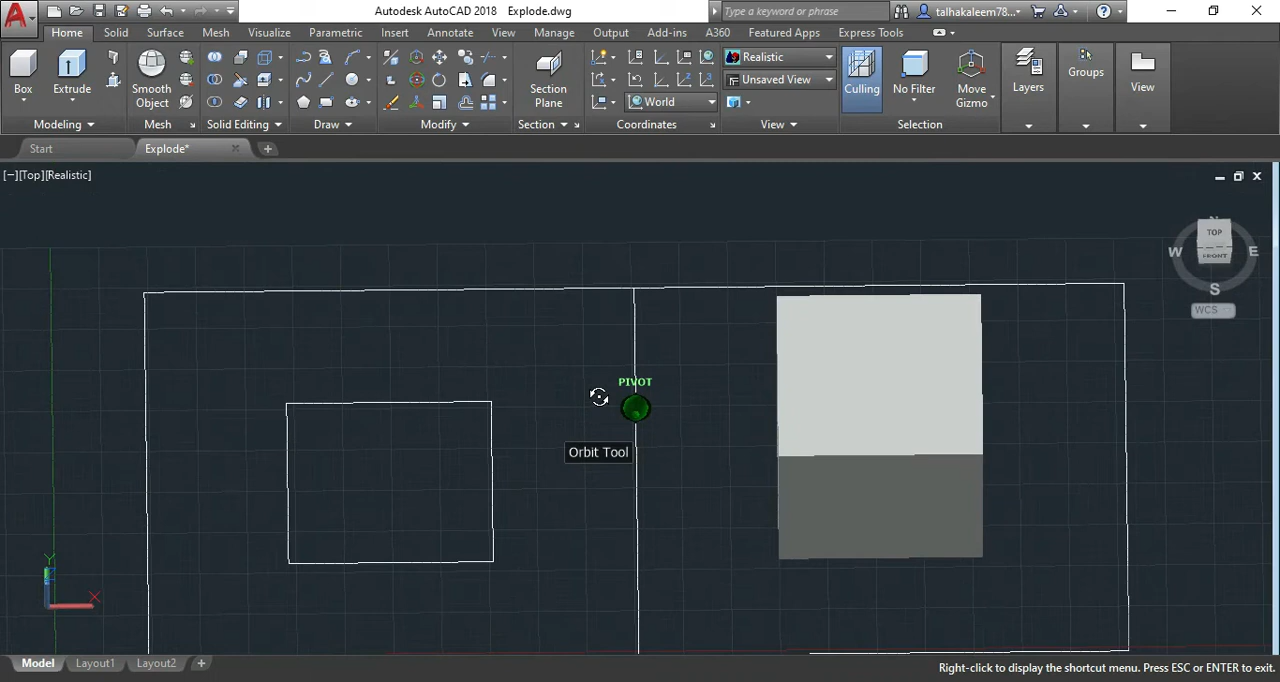 Autodesk AutoCAD 2018 Explode.dwg
Type a keyword or phrase
talhakaleem78...
Home Solid Surface Mesh Visualize Parametric Insert Annotate View Manage Output Add-ins A360 Featured Apps Express Tools
Box
Extrude
Smooth
Object
Section
Plane
World
Realistic
Unsaved View
Culling
No Filter
Move
Gizmo
Layers
Groups
View
Modeling Mesh Solid Editing Draw Modify Section Coordinates View Selection
Start Explode* +
[−][Top][Realistic]
N
TOP
W
E
FRONT
S
WCS
PIVOT
Orbit Tool
Y
X
Model Layout1 Layout2 +
Right-click to display the shortcut menu. Press ESC or ENTER to exit.